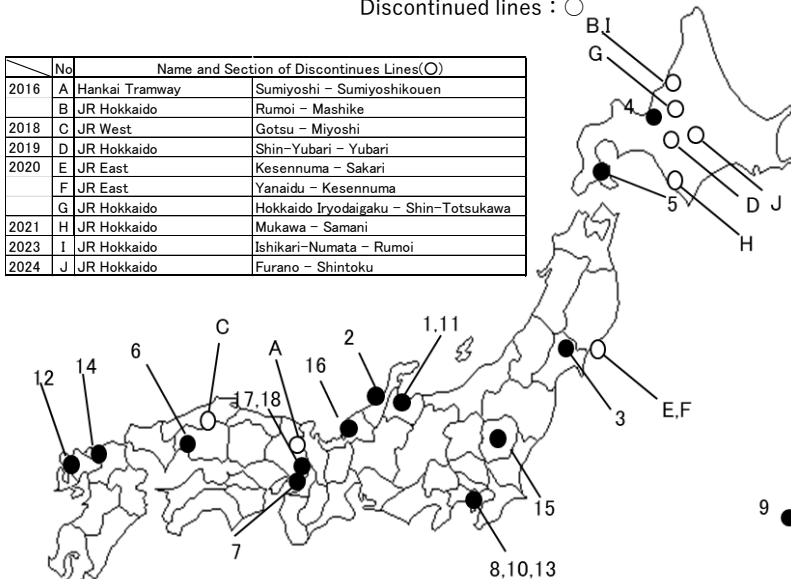 Discontinued lines：○
No Name and Section of Discontinues Lines(○)
2016 A Hankai Tramway Sumiyoshi − Sumiyoshikouen
B JR Hokkaido Rumoi − Mashike
2018 C JR West Gotsu − Miyoshi
2019 D JR Hokkaido Shin-Yubari − Yubari
2020 E JR East Kesennuma − Sakari
F JR East Yanaidu − Kesennuma
G JR Hokkaido Hokkaido Iryodaigaku − Shin-Totsukawa
2021 H JR Hokkaido Mukawa − Samani
2023 I JR Hokkaido Ishikari-Numata − Rumoi
2024 J JR Hokkaido Furano − Shintoku
B,I
G
4
5
D
J
H
C
A
2
1,11
6
16
12
14
17,18
3
E,F
15
9
7
8,10,13